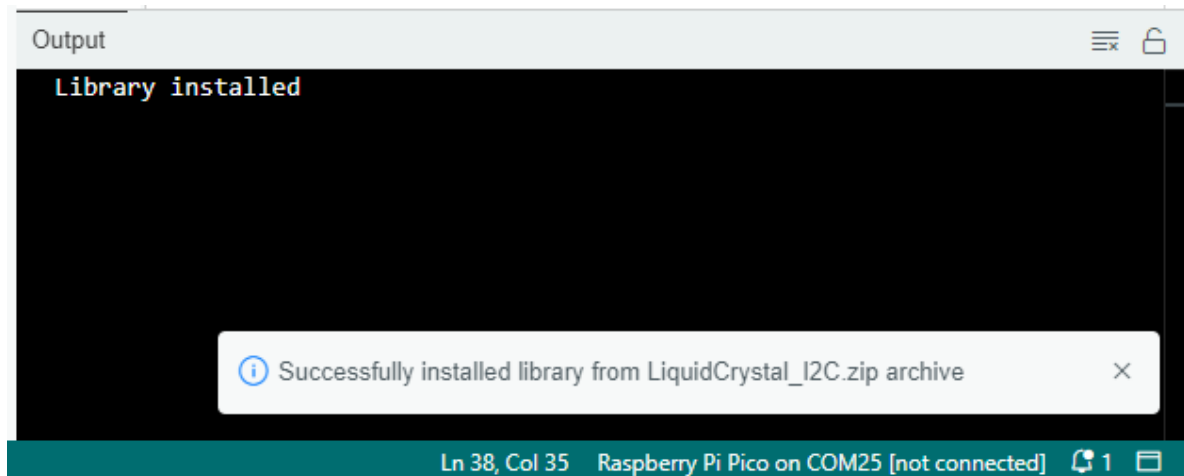 Output
Library installed
Successfully installed library from LiquidCrystal_I2C.zip archive
Ln 38, Col 35 Raspberry Pi Pico on COM25 [not connected] 1